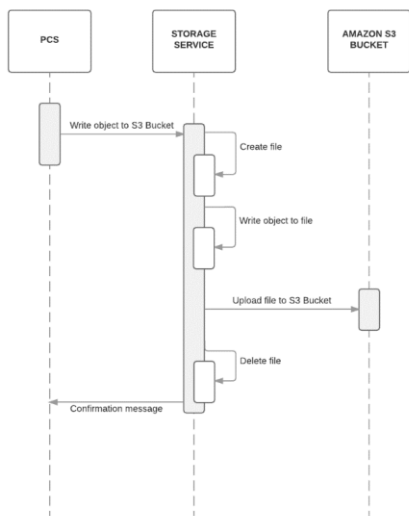 PCS
STORAGE
SERVICE
AMAZON S3
BUCKET
Write object to S3 Bucket
Create file
Write object to file
Upload file to S3 Bucket
Delete file
Confirmation message